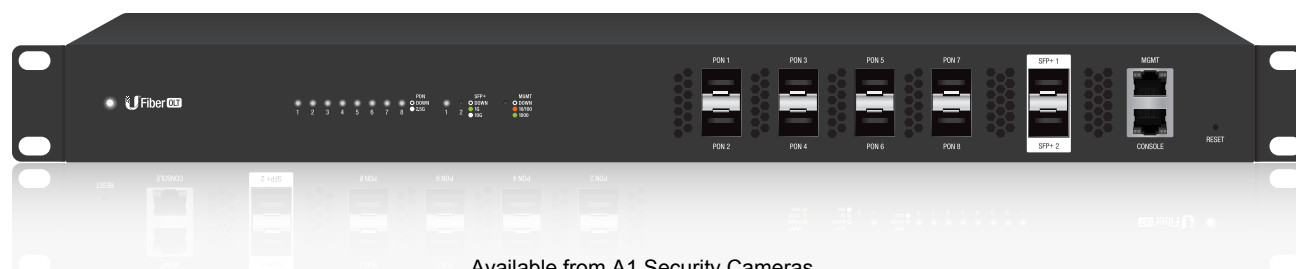 PON 1 PON 3 PON 5 PON 7 SFP+ 1 MGMT
U Fiber OLT
1 2 3 4 5 6 7 8
PON
DOWN
2.5G
1 2
SFP+
DOWN
1G
10G
MGMT
DOWN
10/100
1000
PON 2 PON 4 PON 6 PON 8 SFP+ 2 CONSOLE
RESET
Available from A1 Security Cameras